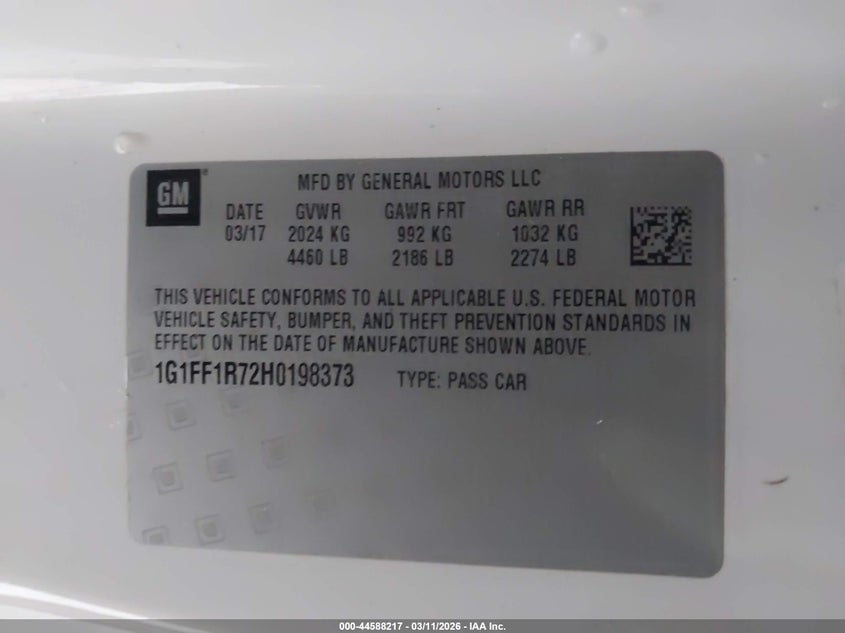 GM ® MFD BY GENERAL MOTORS LLC
DATE GVWR GAWR FRT GAWR RR
03/17 2024 KG 992 KG 1032 KG
4460 LB 2186 LB 2274 LB
THIS VEHICLE CONFORMS TO ALL APPLICABLE U.S. FEDERAL MOTOR
VEHICLE SAFETY, BUMPER, AND THEFT PREVENTION STANDARDS IN
EFFECT ON THE DATE OF MANUFACTURE SHOWN ABOVE.
1G1FF1R72H0198373 TYPE: PASS CAR
000-44588217 - 03/11/2026 - IAA Inc.